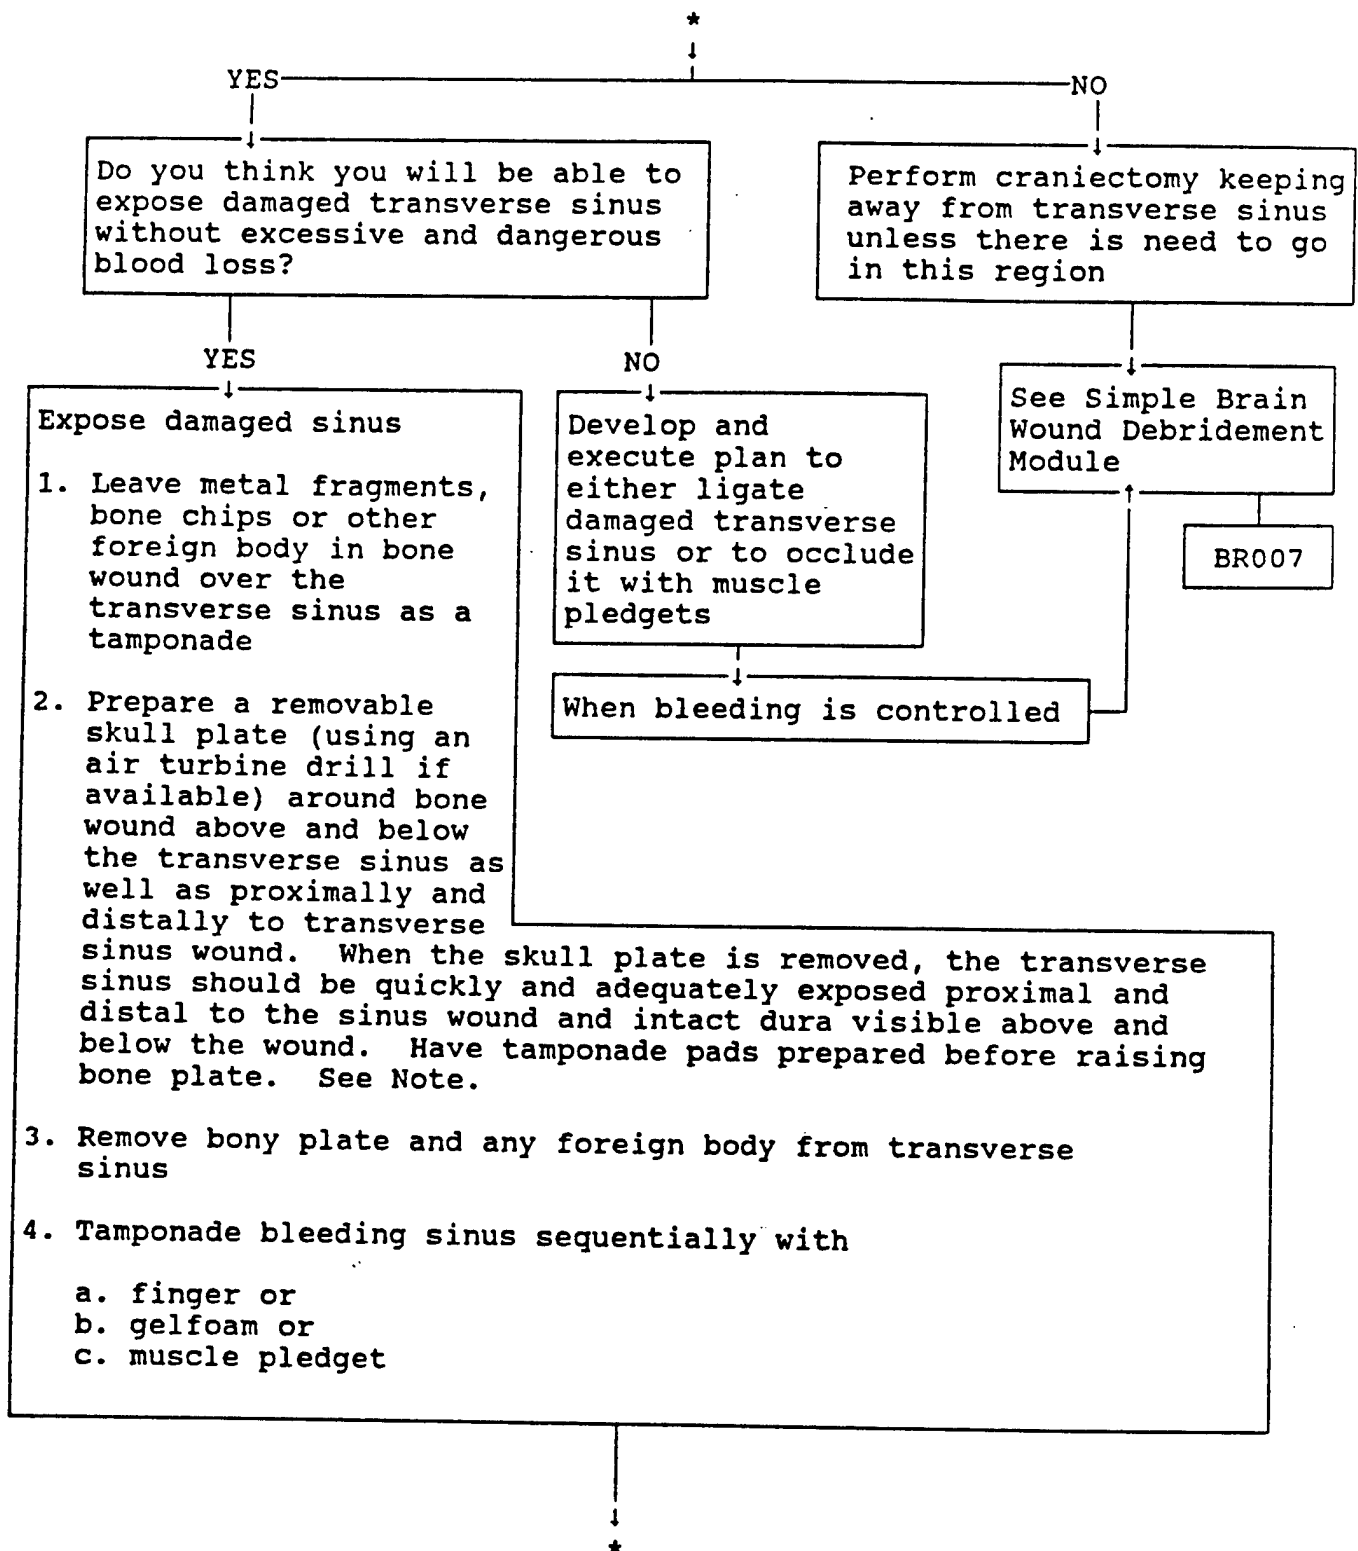 *
YES
NO
Do you think you will be able to
expose damaged transverse sinus
without excessive and dangerous
blood loss?
Perform craniectomy keeping
away from transverse sinus
unless there is need to go
in this region
YES
NO
Expose damaged sinus
1. Leave metal fragments,
bone chips or other
foreign body in bone
wound over the
transverse sinus as a
tamponade
2. Prepare a removable
skull plate (using an
air turbine drill if
available) around bone
wound above and below
the transverse sinus as
well as proximally and
distally to transverse
sinus wound. When the skull plate is removed, the transverse
sinus should be quickly and adequately exposed proximal and
distal to the sinus wound and intact dura visible above and
below the wound. Have tamponade pads prepared before raising
bone plate. See Note.
3. Remove bony plate and any foreign body from transverse
sinus
4. Tamponade bleeding sinus sequentially with
a. finger or
b. gelfoam or
c. muscle pledget
Develop and
execute plan to
either ligate
damaged transverse
sinus or to occlude
it with muscle
pledgets
When bleeding is controlled
See Simple Brain
Wound Debridement
Module
BR007
*